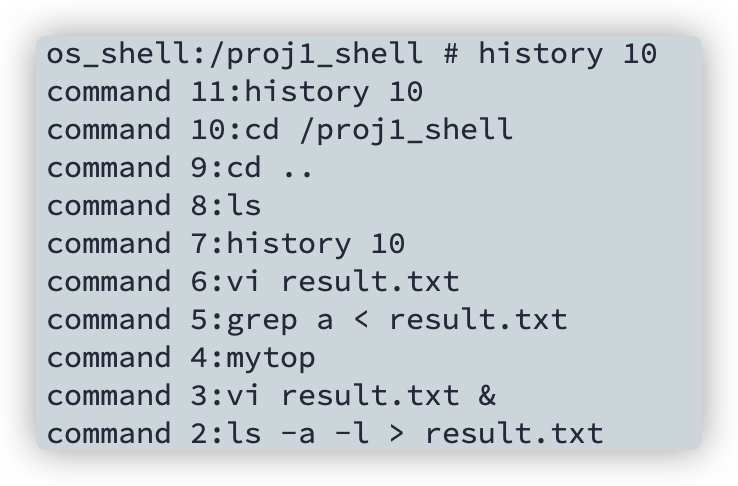 os_shell:/proj1_shell # history 10
command 11:history 10
command 10:cd /proj1_shell
command 9:cd ..
command 8:ls
command 7:history 10
command 6:vi result.txt
command 5:grep a < result.txt
command 4:mytop
command 3:vi result.txt &
command 2:ls -a -l > result.txt